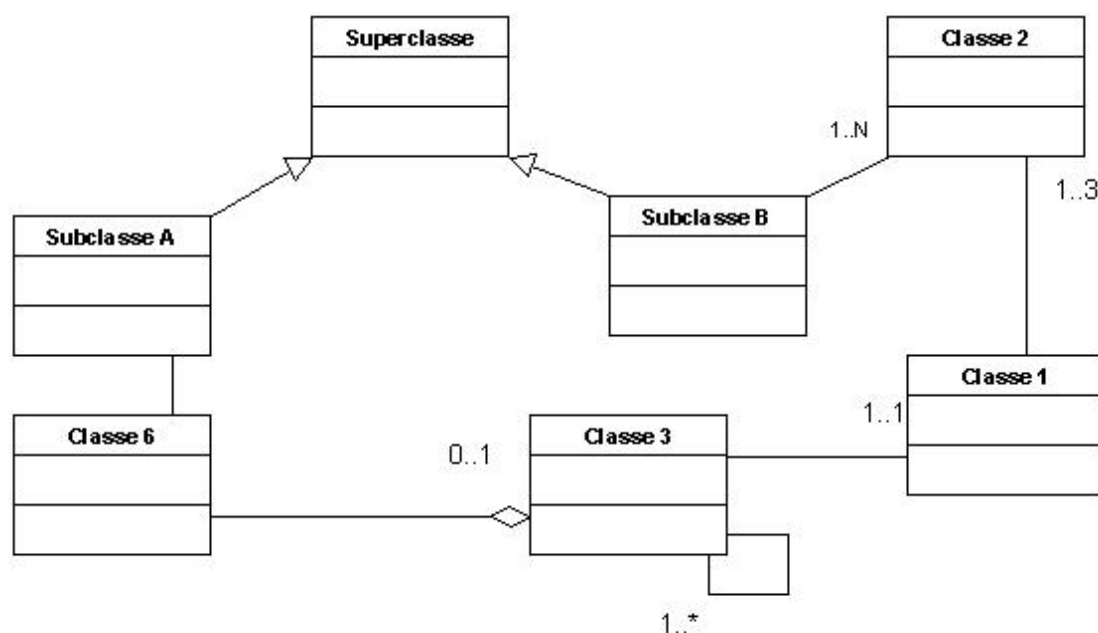 Superclasse
Classe 2
1..N
1..3
Subclasse A
Subclasse B
Classe 1
1..1
Classe 6
Classe 3
0..1
1..*